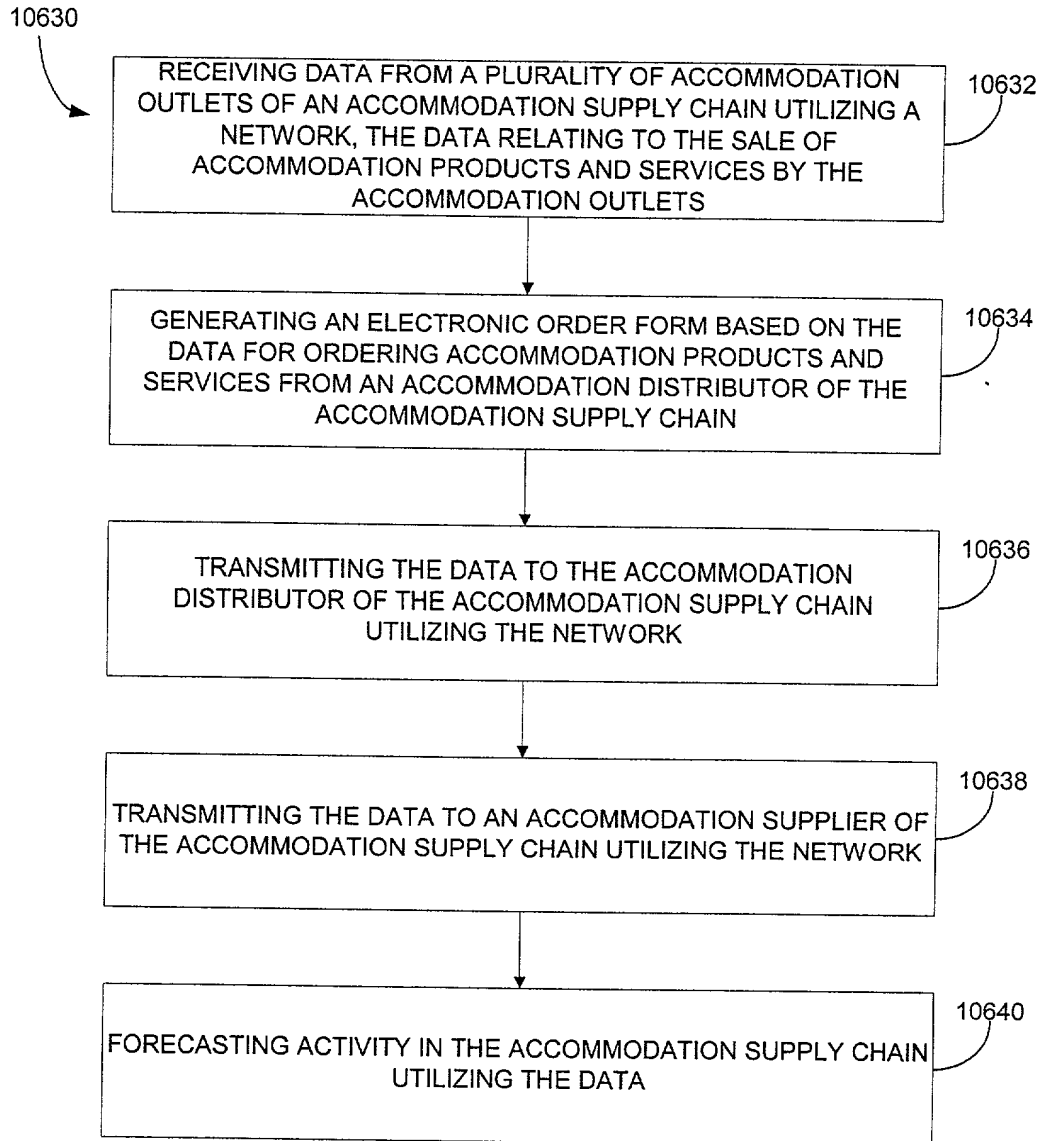 10630
RECEIVING DATA FROM A PLURALITY OF ACCOMMODATION
OUTLETS OF AN ACCOMMODATION SUPPLY CHAIN UTILIZING A
NETWORK, THE DATA RELATING TO THE SALE OF
ACCOMMODATION PRODUCTS AND SERVICES BY THE
ACCOMMODATION OUTLETS
10632
GENERATING AN ELECTRONIC ORDER FORM BASED ON THE
DATA FOR ORDERING ACCOMMODATION PRODUCTS AND
SERVICES FROM AN ACCOMMODATION DISTRIBUTOR OF THE
ACCOMMODATION SUPPLY CHAIN
10634
TRANSMITTING THE DATA TO THE ACCOMMODATION
DISTRIBUTOR OF THE ACCOMMODATION SUPPLY CHAIN
UTILIZING THE NETWORK
10636
TRANSMITTING THE DATA TO AN ACCOMMODATION SUPPLIER OF
THE ACCOMMODATION SUPPLY CHAIN UTILIZING THE NETWORK
10638
FORECASTING ACTIVITY IN THE ACCOMMODATION SUPPLY CHAIN
UTILIZING THE DATA
10640